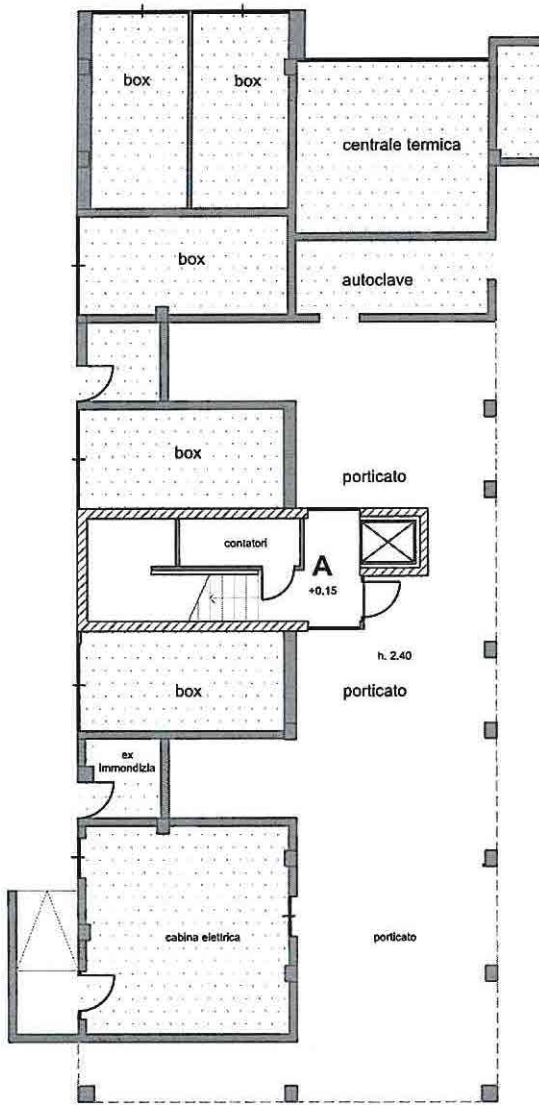 box
box
centrale termica
box
autoclave
box
porticato
contatori
A
+0.15
h. 2.40
box
porticato
ex
immondizia
cabina elettrica
porticato